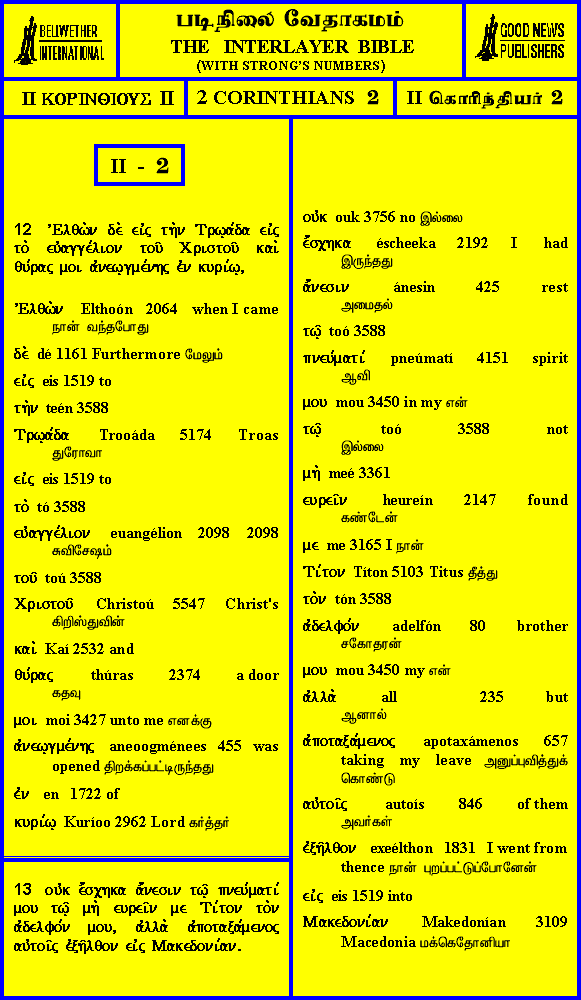 BELLWETHER
INTERNATIONAL
படிநிலை வேதாகமம்
THE INTERLAYER BIBLE
(WITH STRONG'S NUMBERS)
GOOD NEWS
PUBLISHERS
II ΚΟΡΊΝΘΙΟΥΣ II
2 CORINTHIANS 2
II கொரிந்தியர் 2
II - 2
12 Ἐλθὼν δὲ εἰς τὴν Τρῳάδα εἰς
τὸ εὐαγγέλιον τοῦ Χριστοῦ καὶ
θύρας μοι ἀνεῳγμένης ἐν κυρίῳ,
Ἐλθὼν Elthoón 2064 when I came
நான் வந்தபோது
δὲ dé 1161 Furthermore மேலும்
εἰς eis 1519 to
τὴν teén 3588
Τρῳάδα Trooáda 5174 Troas
துரோவா
εἰς eis 1519 to
τὸ tó 3588
εὐαγγέλιον euangélion 2098 2098
சுவிசேஷம்
τοῦ toú 3588
Χριστοῦ Christoú 5547 Christ's
கிறிஸ்துவின்
καὶ Kaí 2532 and
θύρας thúras 2374 a door
கதவு
μοι moi 3427 unto me எனக்கு
ἀνεῳγμένης aneoogménees 455 was
opened திறக்கப்பட்டிருந்தது
ἐν en 1722 of
κυρίῳ Kuríoo 2962 Lord கர்த்தர்
13 οὐκ ἔσχηκα ἄνεσιν τῷ πνεύματί
μου τῷ μὴ ευρεῖν με Τίτον τὸν
ἀδελφόν μου, ἀλλὰ ἀποταξάμενος
αὐτοῖς ἐξῆλθον εἰς Μακεδονίαν.
οὐκ ouk 3756 no இல்லை
ἔσχηκα éscheeka 2192 I had
இருந்தது
ἄνεσιν ánesin 425 rest
அமைதல்
τῷ toó 3588
πνεύματί pneúmatí 4151 spirit
ஆவி
μου mou 3450 in my என்
τῷ toó 3588 not
இல்லை
μὴ meé 3361
ευρεῖν heureín 2147 found
கண்டேன்
με me 3165 I நான்
Τίτον Títon 5103 Titus தீத்து
τὸν tón 3588
ἀδελφόν adelfón 80 brother
சகோதரன்
μου mou 3450 my என்
ἀλλὰ all 235 but
ஆனால்
ἀποταξάμενος apotaxámenos 657
taking my leave அனுப்புவித்துக்
கொண்டு
αὐτοῖς autoís 846 of them
அவர்கள்
ἐξῆλθον exeélthon 1831 I went from
thence நான் புறப்பட்டுப்போனேன்
εἰς eis 1519 into
Μακεδονίαν Makedonían 3109
Macedonia மக்கெதோனியா